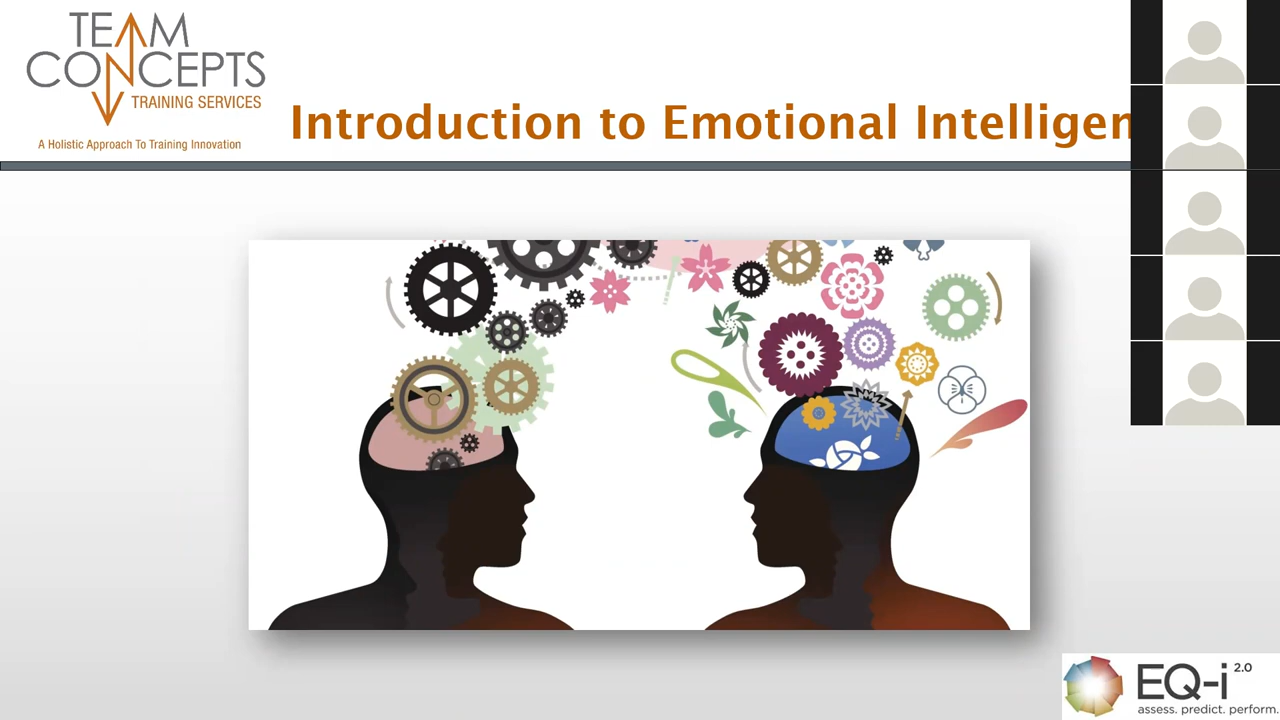 TEAM
CONCEPTS
TRAINING SERVICES
A Holistic Approach To Training Innovation
Introduction to Emotional Intelligen
EQ-i 2.0
assess. predict. perform.